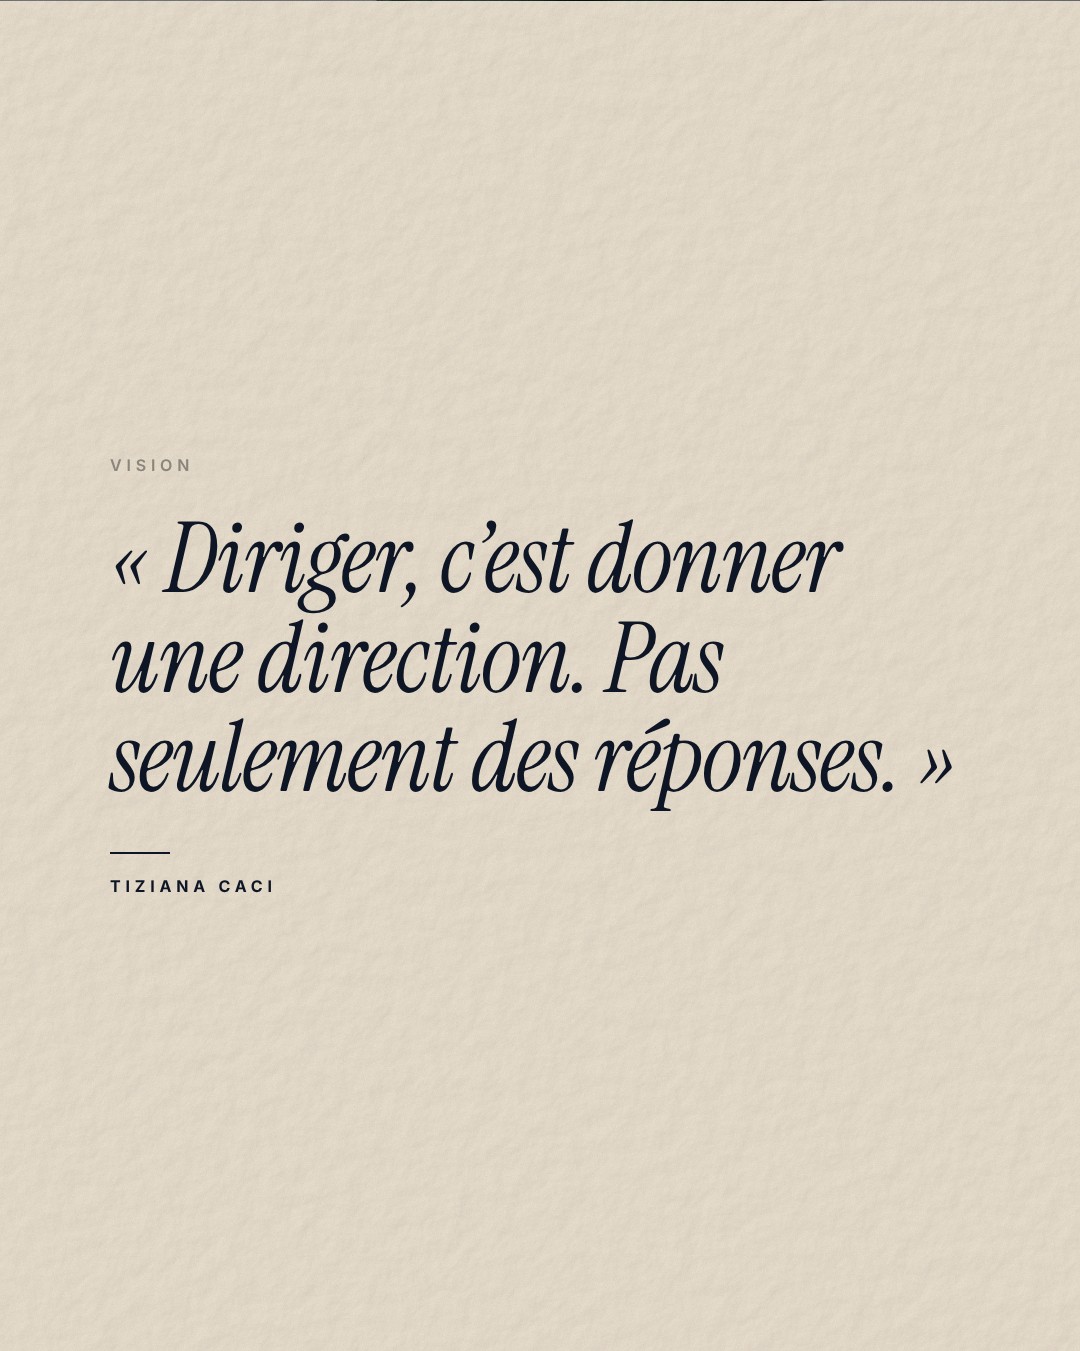 VISION
« Diriger, c’est donner
une direction. Pas
seulement des réponses. »
TIZIANA CACI